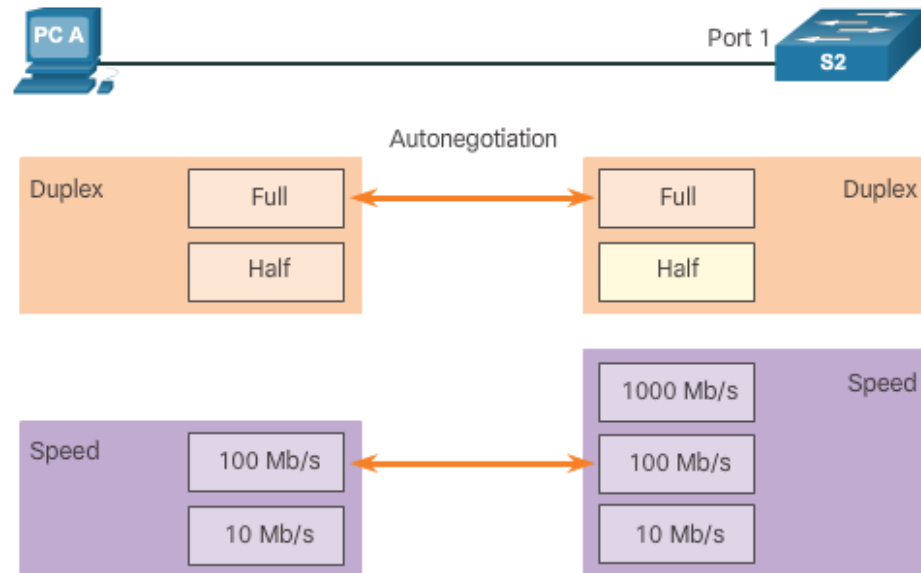 PC A
Port 1
S2
Autonegotiation
Duplex
Full
Full
Duplex
Half
Half
1000 Mb/s
Speed
Speed
100 Mb/s
100 Mb/s
10 Mb/s
10 Mb/s